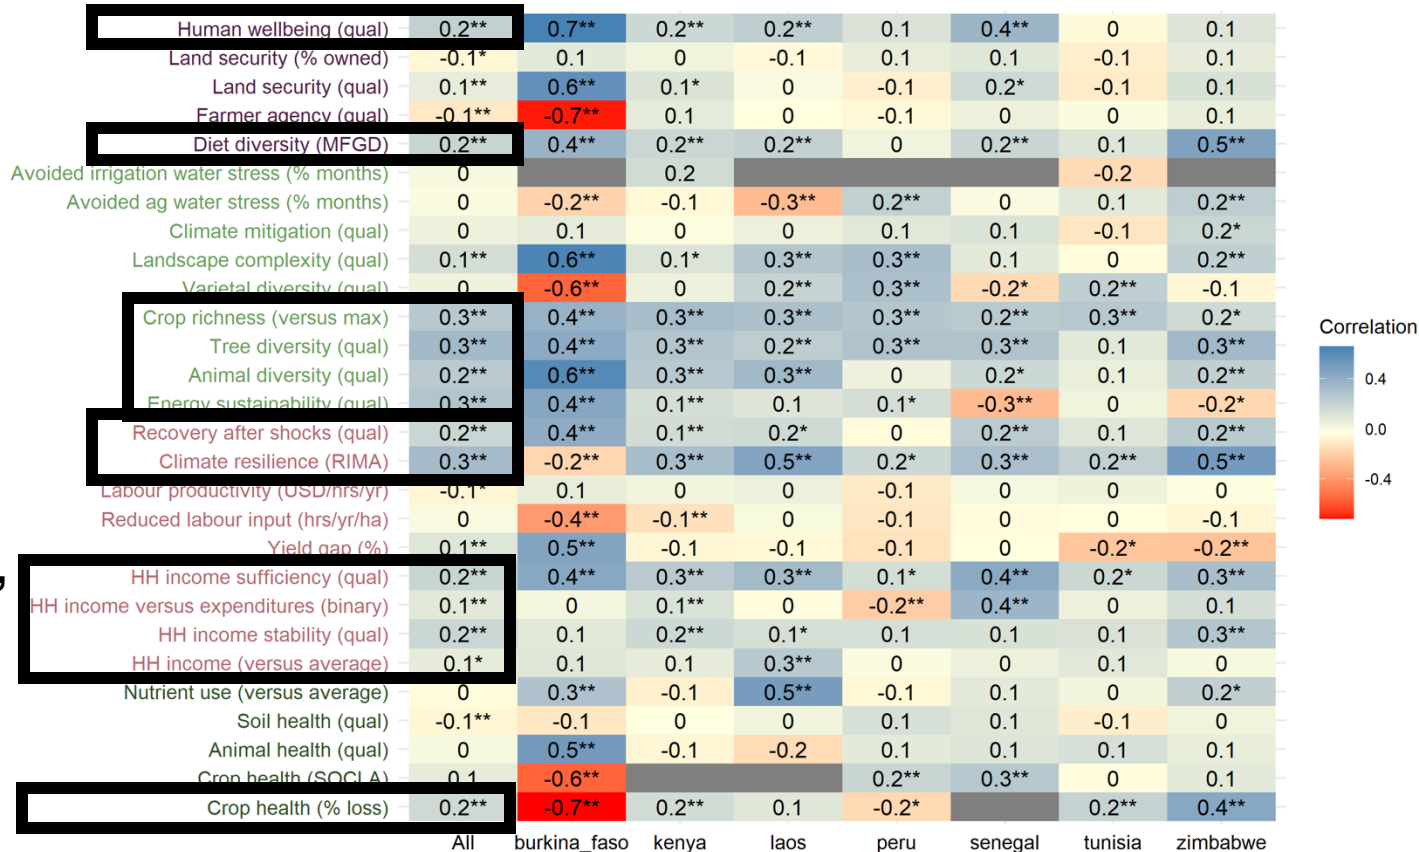 Human wellbeing (qual) 0.2** 0.7** 0.2** 0.2** 0.1 0.4** 0 0.1
Land security (% owned) -0.1* 0.1 0 -0.1 0.1 0.1 -0.1 0.1
Land security (qual) 0.1** 0.6** 0.1* 0 -0.1 0.2* -0.1 0.1
Farmer agency (qual) -0.1** -0.7** 0.1 0 -0.1 0 0 0.1
Diet diversity (MFGD) 0.2** 0.4** 0.2** 0.2** 0 0.2** 0.1 0.5**
Avoided irrigation water stress (% months) 0 0.2 -0.2
Avoided ag water stress (% months) 0 -0.2** -0.1 -0.3** 0.2** 0 0.1 0.2**
Climate mitigation (qual) 0 0.1 0 0 0.1 0.1 -0.1 0.2*
Landscape complexity (qual) 0.1** 0.6** 0.1* 0.3** 0.3** 0.1 0 0.2**
Varietal diversity (qual) 0 -0.6** 0 0.2** 0.3** -0.2* 0.2** -0.1
Crop richness (versus max) 0.3** 0.4** 0.3** 0.3** 0.3** 0.2** 0.3** 0.2*
Tree diversity (qual) 0.3** 0.4** 0.3** 0.2** 0.3** 0.3** 0.1 0.3**
Animal diversity (qual) 0.2** 0.6** 0.3** 0.3** 0 0.2* 0.1 0.2**
Energy sustainability (qual) 0.3** 0.4** 0.1** 0.1 0.1* -0.3** 0 -0.2*
Recovery after shocks (qual) 0.2** 0.4** 0.1** 0.2* 0 0.2** 0.1 0.2**
Climate resilience (RIMA) 0.3** -0.2** 0.3** 0.5** 0.2* 0.3** 0.2** 0.5**
Labour productivity (USD/hrs/yr) -0.1* 0.1 0 0 -0.1 0 0 0
Reduced labour input (hrs/yr/ha) 0 -0.4** -0.1** 0 -0.1 0 0 -0.1
Yield gap (%) 0.1** 0.5** -0.1 -0.1 -0.1 0 -0.2* -0.2**
,
HH income sufficiency (qual) 0.2** 0.4** 0.3** 0.3** 0.1* 0.4** 0.2* 0.3**
HH income versus expenditures (binary) 0.1** 0 0.1** 0 -0.2** 0.4** 0 0.1
HH income stability (qual) 0.2** 0.1 0.2** 0.1* 0.1 0.1 0.1 0.3**
HH income (versus average) 0.1* 0.1 0.1 0.3** 0 0 0.1 0
Nutrient use (versus average) 0 0.3** -0.1 0.5** -0.1 0.1 0 0.2*
Soil health (qual) -0.1** -0.1 0 0 0.1 0.1 -0.1 0
Animal health (qual) 0 0.5** -0.1 -0.2 0.1 0.1 0.1 0.1
Crop health (SOCLA) 0.1 -0.6** 0.2** 0.3** 0 0.1
Crop health (% loss) 0.2** -0.7** 0.2** 0.1 -0.2* 0.2** 0.4**
All burkina_faso kenya laos peru senegal tunisia zimbabwe
Correlation
0.4
0.0
-0.4